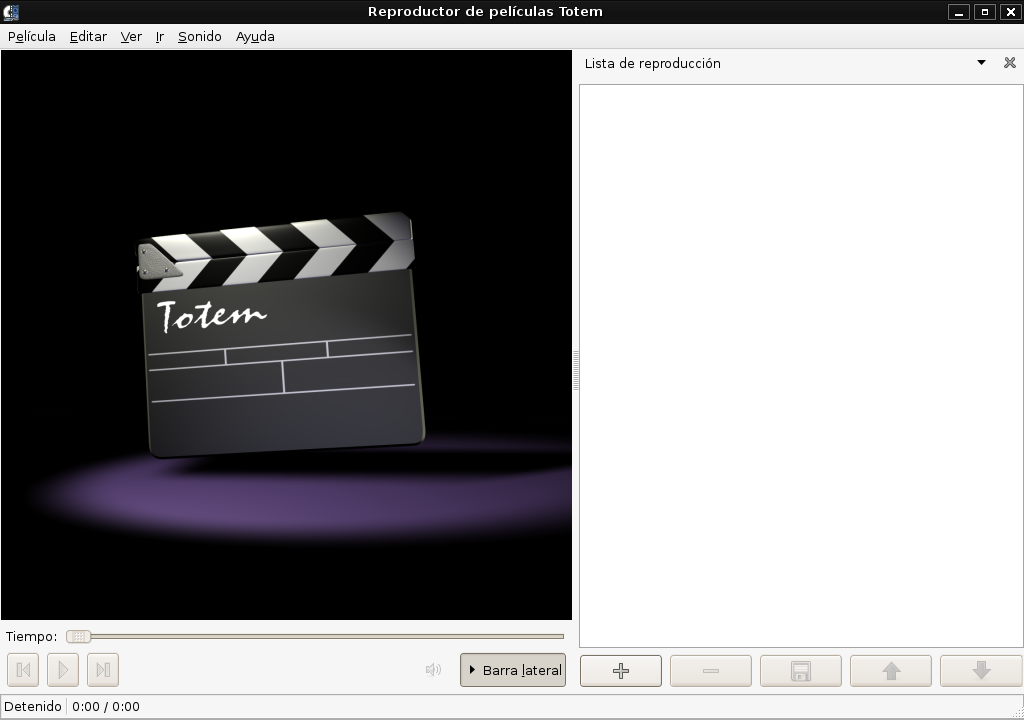 Reproductor de películas Totem
Película Editar Ver Ir Sonido Ayuda
Lista de reproducción
Totem
Tiempo:
Barra lateral
Detenido 0:00 / 0:00